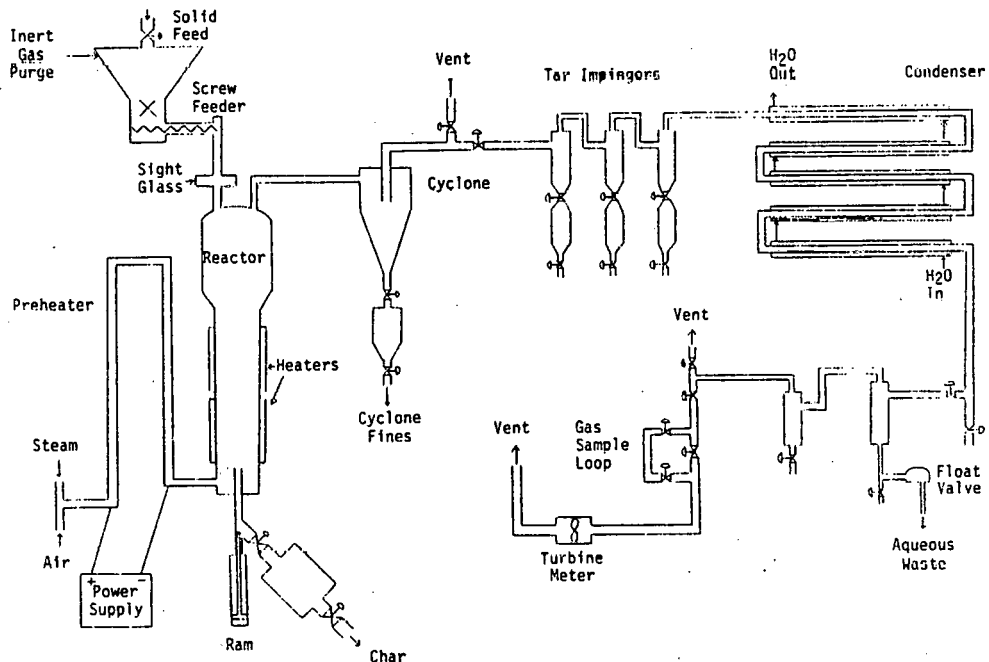 Solid
Feed
Inert
Gas
Purge
Screw
Feeder
Sight
Glass
Reactor
Preheater
Heaters
Steam
Air
+ -
Power
Supply
Ram
Char
Vent
Cyclone
Cyclone
Fines
Tar Impingors
H2O
Out
Condenser
H2O
In
Vent
Vent
Gas
Sample
Loop
Turbine
Meter
Float
Valve
Aqueous
Waste